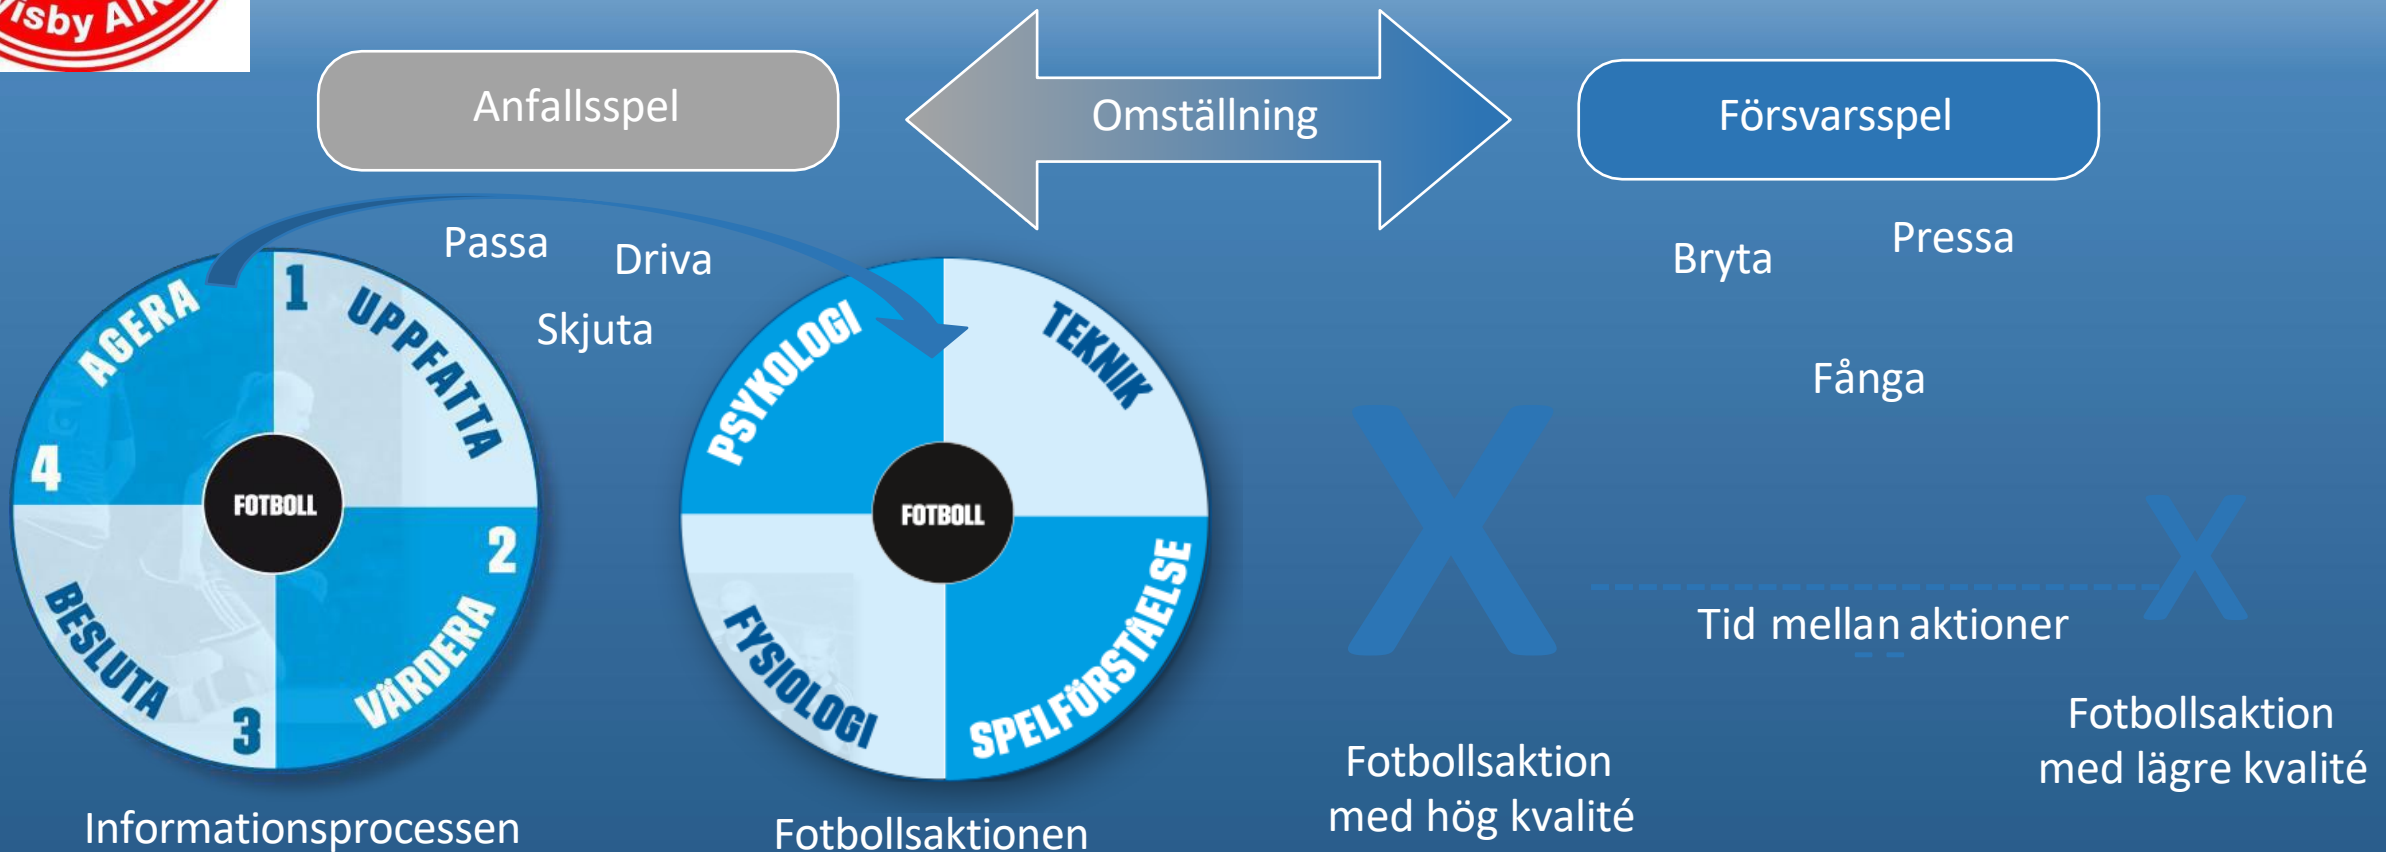 Visby AIK
Anfallsspel
Omställning
Försvarsspel
Passa
Driva
Skjuta
Bryta
Pressa
Fånga
1 UPPFATTA
2 VÄRDERA
3 BESLUTA
4 AGERA
FOTBOLL
PSYKOLOGI
TEKNIK
FYSIOLOGI
SPELFÖRSTÅELSE
FOTBOLL
X
X
Tid mellan aktioner
Fotbollsaktion
med hög kvalité
Fotbollsaktion
med lägre kvalité
Informationsprocessen
Fotbollsaktionen